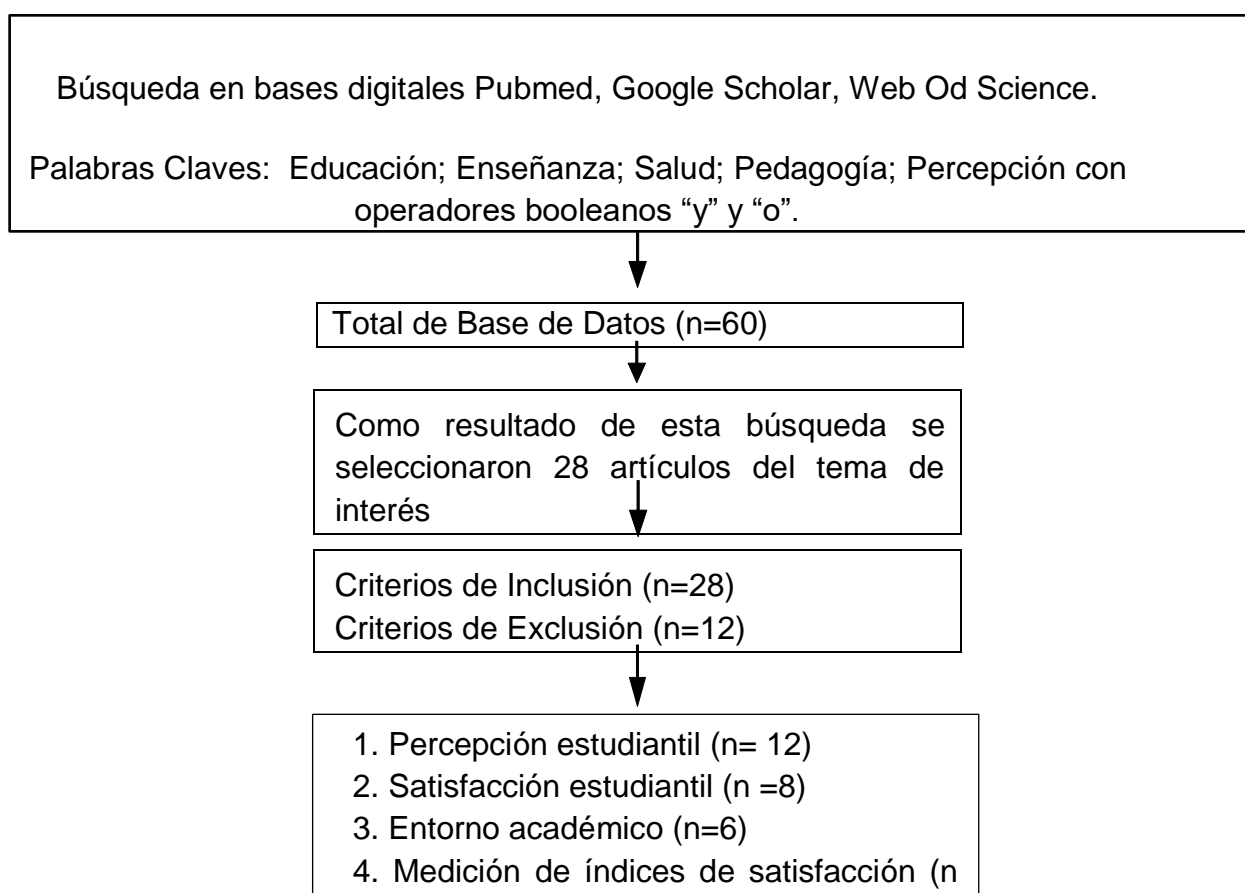 Búsqueda en bases digitales Pubmed, Google Scholar, Web Od Science.
Palabras Claves: Educación; Enseñanza; Salud; Pedagogía; Percepción con
operadores booleanos “y” y “o”.
Total de Base de Datos (n=60)
Como resultado de esta búsqueda se
seleccionaron 28 artículos del tema de
interés
Criterios de Inclusión (n=28)
Criterios de Exclusión (n=12)
1. Percepción estudiantil (n= 12)
2. Satisfacción estudiantil (n =8)
3. Entorno académico (n=6)
4. Medición de índices de satisfacción (n